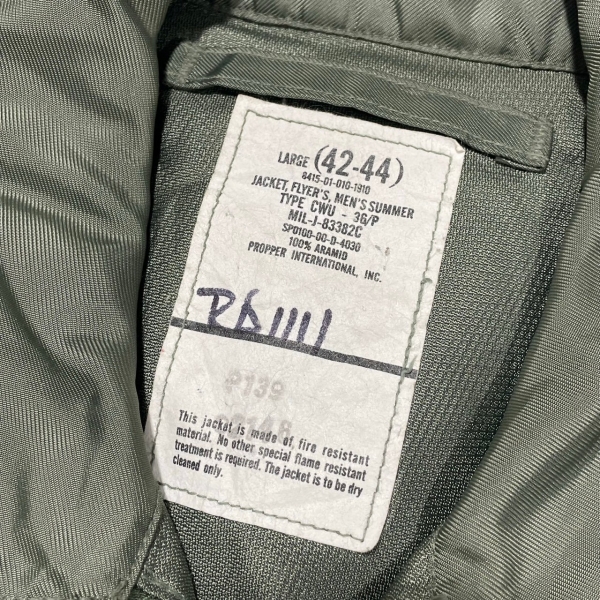 LARGE (42-44)
8415-01-010-1910
JACKET, FLYER'S, MEN'S SUMMER
TYPE CWU - 36/P
MIL-J-83382C
SPO100-00-D-4030
100% ARAMID
PROPPER INTERNATIONAL, INC.
This jacket is made of fire resistant
material. No other special flame resistant
treatment is required. The jacket is to be dry
cleaned only.